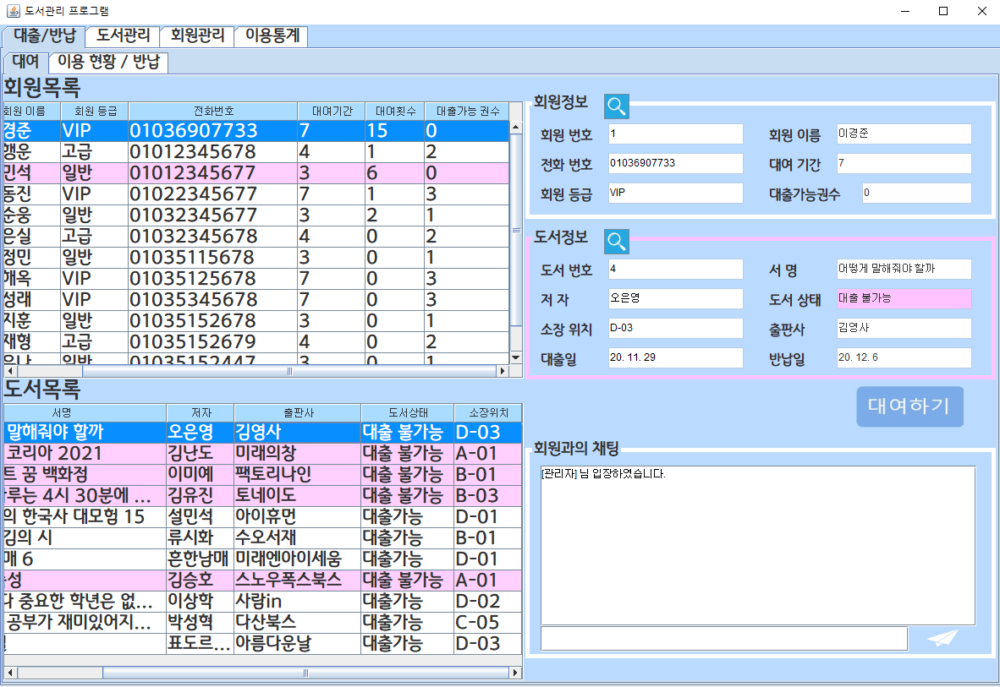 도서관리 프로그램
대출/반납 도서관리 회원관리 이용통계
대여 이용 현황 / 반납
회원목록
회원 이름 회원 등급 전화번호 대여기간 대여횟수 대출가능 권수
경준 VIP 01036907733 7 15 0
행운 고급 01012345678 4 1 2
민석 일반 01012345677 3 6 0
동진 VIP 01022345677 7 1 3
순웅 일반 01032345677 3 2 1
은실 고급 01032345678 4 0 2
정민 일반 01035115678 3 0 1
해옥 VIP 01035125678 7 0 3
성래 VIP 01035345678 7 0 3
지훈 일반 01035152678 3 0 1
재형 고급 01035152679 4 0 2
유나 일반 01035152447 3 0 1
도서목록
서명 저자 출판사 도서상태 소장위치
말해줘야 할까 오은영 김영사 대출 불가능 D-03
코리아 2021 김난도 미래의창 대출 불가능 A-01
트 꿈 백화점 이미예 팩토리나인 대출 불가능 B-01
루는 4시 30분에 ... 김유진 토네이도 대출 불가능 B-03
의 한국사 대모험 15 설민석 아이휴먼 대출가능 D-01
김의 시 류시화 수오서재 대출가능 B-01
매 6 흔한남매 미래엔아이세움 대출가능 D-01
성 김승호 스노우폭스북스 대출 불가능 A-01
다 중요한 학년은 없... 이상학 사람in 대출가능 D-02
공부가 재미있어지... 박성혁 다산북스 대출가능 C-05
표도르... 아름다운날 대출가능 D-03
회원정보
회원 번호 1 회원 이름 이경준
전화 번호 01036907733 대여 기간 7
회원 등급 VIP 대출가능권수 0
도서정보
도서 번호 4 서 명 어떻게 말해줘야 할까
저 자 오은영 도서 상태 대출 불가능
소장 위치 D-03 출판사 김영사
대출일 20. 11. 29 반납일 20. 12. 6
대여하기
회원과의 채팅
[관리자] 님 입장하였습니다.